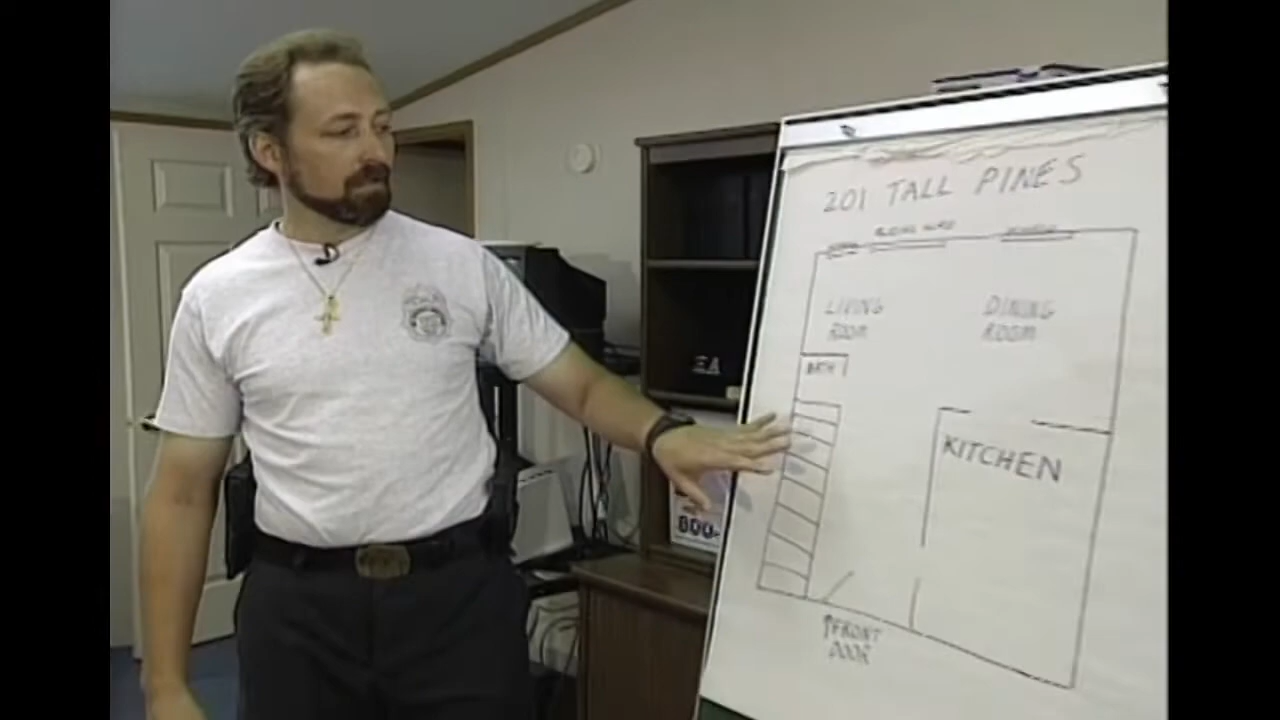 201 TALL PINES
LIVING
ROOM
DINING
ROOM
BATH
KITCHEN
FRONT
DOOR
800-